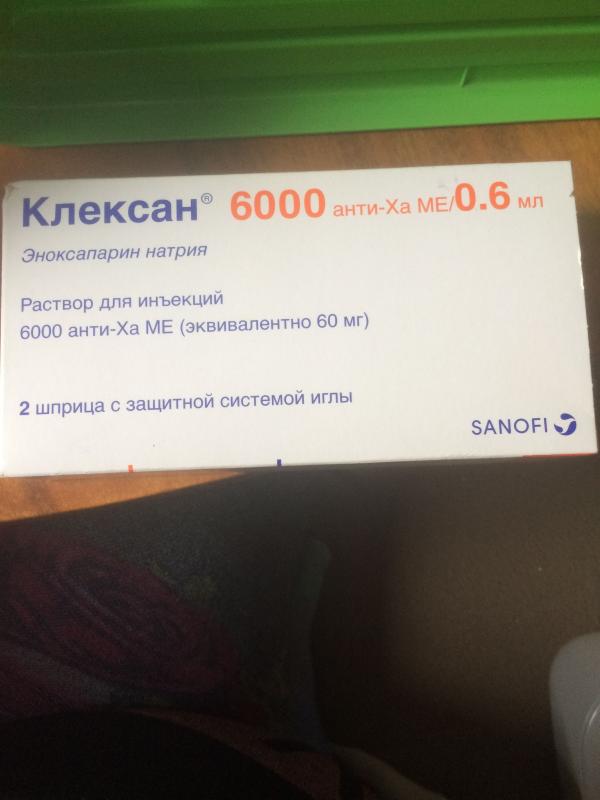 Клексан® 6000 анти-Ха МЕ/0.6 мл
Эноксапарин натрия
Раствор для инъекций
6000 анти-Ха МЕ (эквивалентно 60 мг)
2 шприца с защитной системой иглы
SANOFI